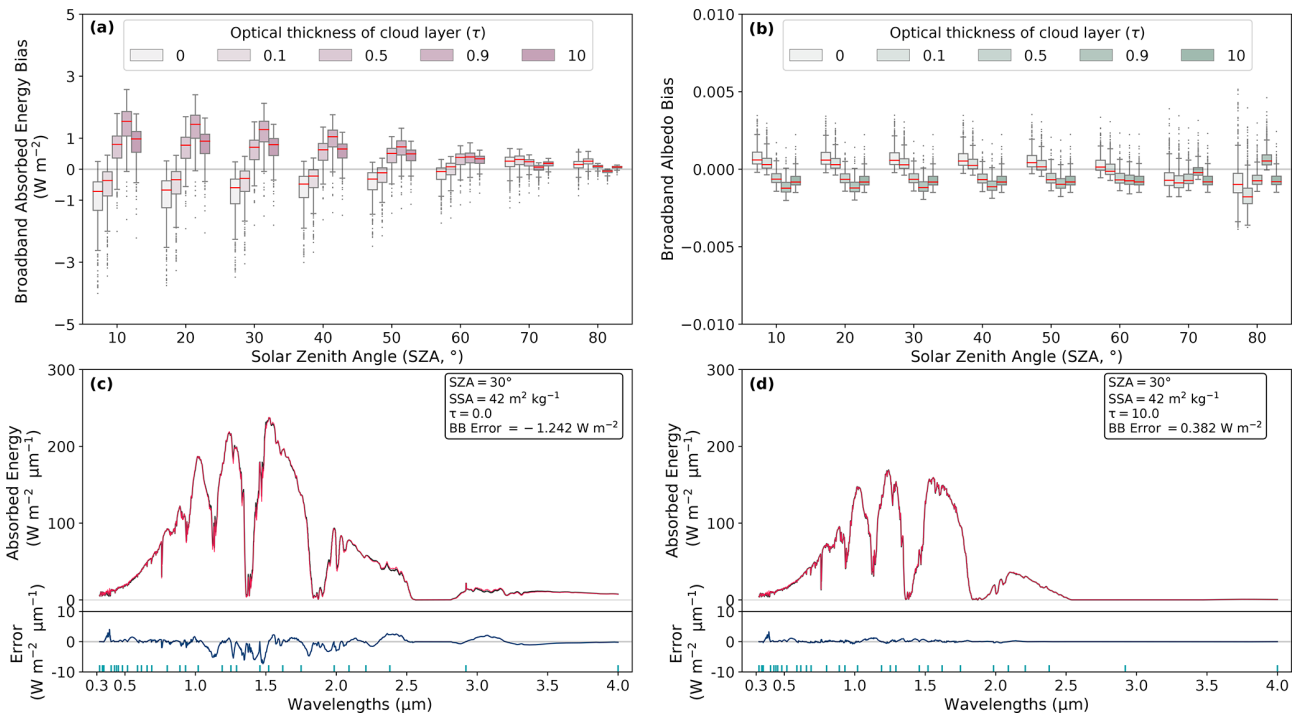 (a)
Optical thickness of cloud layer (τ)
0 0.1 0.5 0.9 10
5
3
1
0
−1
−3
−5
Broadband Absorbed Energy Bias
(W m⁻²)
10 20 30 40 50 60 70 80
Solar Zenith Angle (SZA, °)
(b)
Optical thickness of cloud layer (τ)
0 0.1 0.5 0.9 10
0.010
0.005
0.000
−0.005
−0.010
Broadband Albedo Bias
10 20 30 40 50 60 70 80
Solar Zenith Angle (SZA, °)
(c)
SZA = 30°
SSA = 42 m² kg⁻¹
τ = 0.0
BB Error = − 1.242 W m⁻²
300
200
100
0
Absorbed Energy
(W m⁻² μm⁻¹)
10
0
-10
Error
(W m⁻² μm⁻¹)
0.3 0.5 1.0 1.5 2.0 2.5 3.0 3.5 4.0
Wavelengths (μm)
(d)
SZA = 30°
SSA = 42 m² kg⁻¹
τ = 10.0
BB Error = 0.382 W m⁻²
300
200
100
0
Absorbed Energy
(W m⁻² μm⁻¹)
10
0
-10
Error
(W m⁻² μm⁻¹)
0.3 0.5 1.0 1.5 2.0 2.5 3.0 3.5 4.0
Wavelengths (μm)